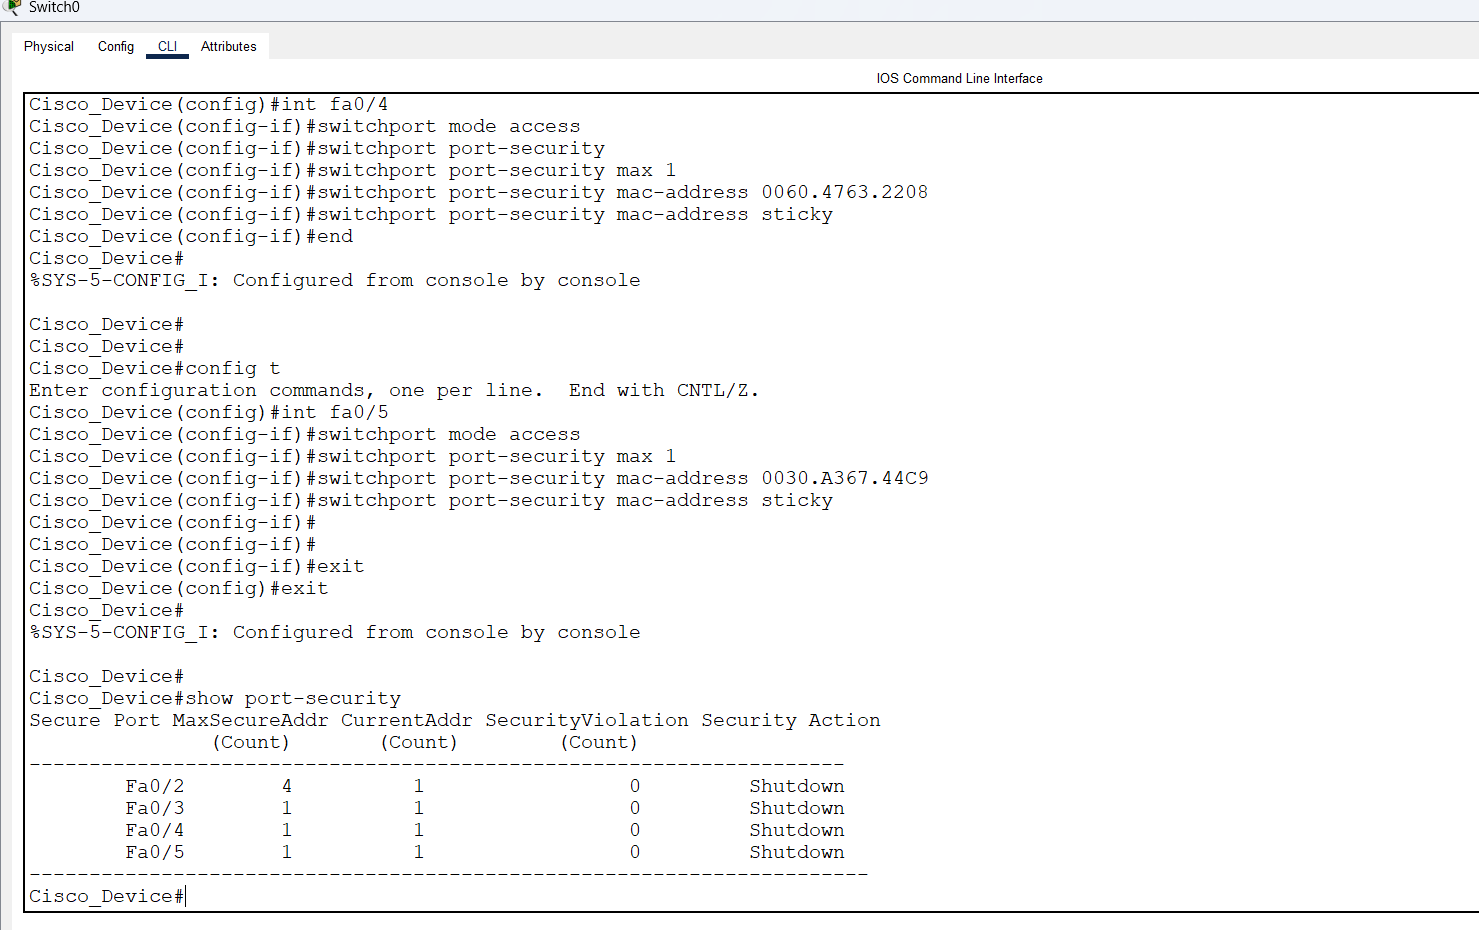 Switch0
Physical Config CLI Attributes
IOS Command Line Interface
Cisco_Device(config)#int fa0/4
Cisco_Device(config-if)#switchport mode access
Cisco_Device(config-if)#switchport port-security
Cisco_Device(config-if)#switchport port-security max 1
Cisco_Device(config-if)#switchport port-security mac-address 0060.4763.2208
Cisco_Device(config-if)#switchport port-security mac-address sticky
Cisco_Device(config-if)#end
Cisco_Device#
%SYS-5-CONFIG_I: Configured from console by console
Cisco_Device#
Cisco_Device#
Cisco_Device#config t
Enter configuration commands, one per line.  End with CNTL/Z.
Cisco_Device(config)#int fa0/5
Cisco_Device(config-if)#switchport mode access
Cisco_Device(config-if)#switchport port-security max 1
Cisco_Device(config-if)#switchport port-security mac-address 0030.A367.44C9
Cisco_Device(config-if)#switchport port-security mac-address sticky
Cisco_Device(config-if)#
Cisco_Device(config-if)#
Cisco_Device(config-if)#exit
Cisco_Device(config)#exit
Cisco_Device#
%SYS-5-CONFIG_I: Configured from console by console
Cisco_Device#
Cisco_Device#show port-security
Secure Port MaxSecureAddr CurrentAddr SecurityViolation Security Action
(Count) (Count) (Count)
--------------------------------------------------------------------
Fa0/2 4 1 0 Shutdown
Fa0/3 1 1 0 Shutdown
Fa0/4 1 1 0 Shutdown
Fa0/5 1 1 0 Shutdown
----------------------------------------------------------------------
Cisco_Device#